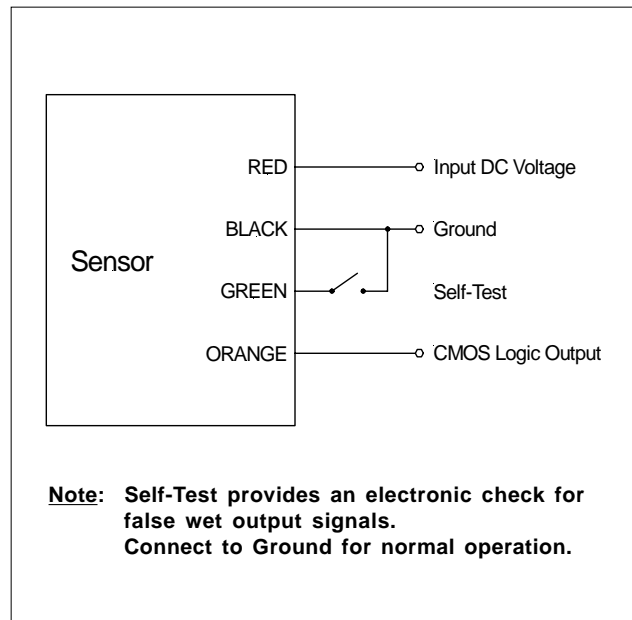 RED
Input DC Voltage
BLACK
Ground
Sensor
GREEN
Self-Test
ORANGE
CMOS Logic Output
Note: Self-Test provides an electronic check for
false wet output signals.
Connect to Ground for normal operation.